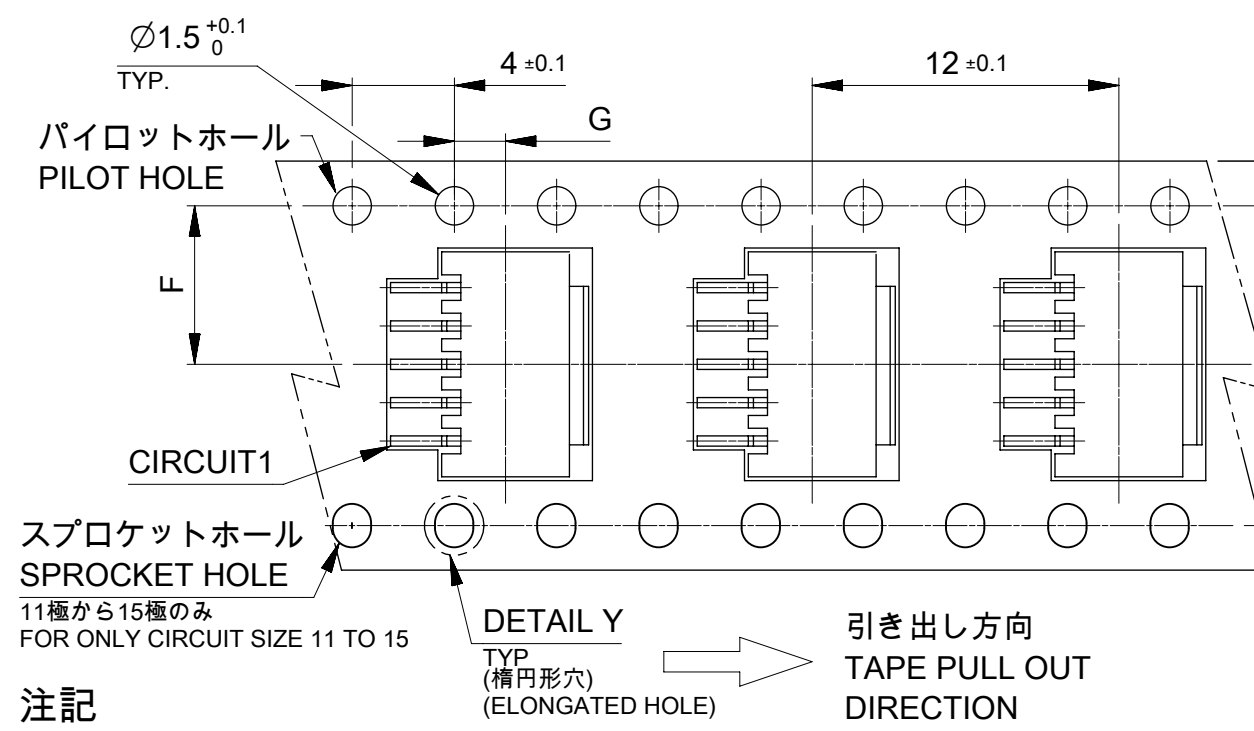 ∅1.5 +0.1 0
TYP.
4 ±0.1
12 ±0.1
G
パイロットホール
PILOT HOLE
F
CIRCUIT1
スプロケットホール
SPROCKET HOLE
11極から15極のみ
FOR ONLY CIRCUIT SIZE 11 TO 15
DETAIL Y
TYP
(楕円形穴)
(ELONGATED HOLE)
引き出し方向
TAPE PULL OUT
DIRECTION
注記